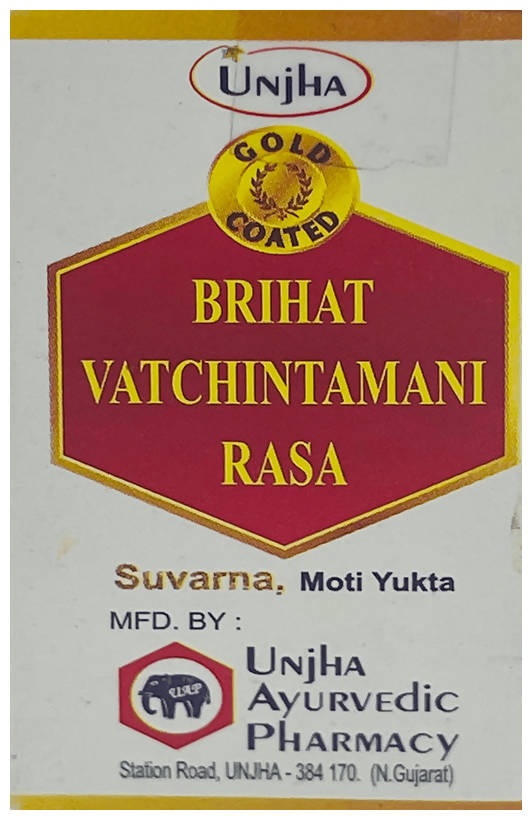 UNJHA
GOLD
COATED
BRIHAT
VATCHINTAMANI
RASA
Suvarna, Moti Yukta
MFD. BY :
UAP
UNJHA
AYURVEDIC
PHARMACY
Station Road, UNJHA - 384 170. (N.Gujarat)